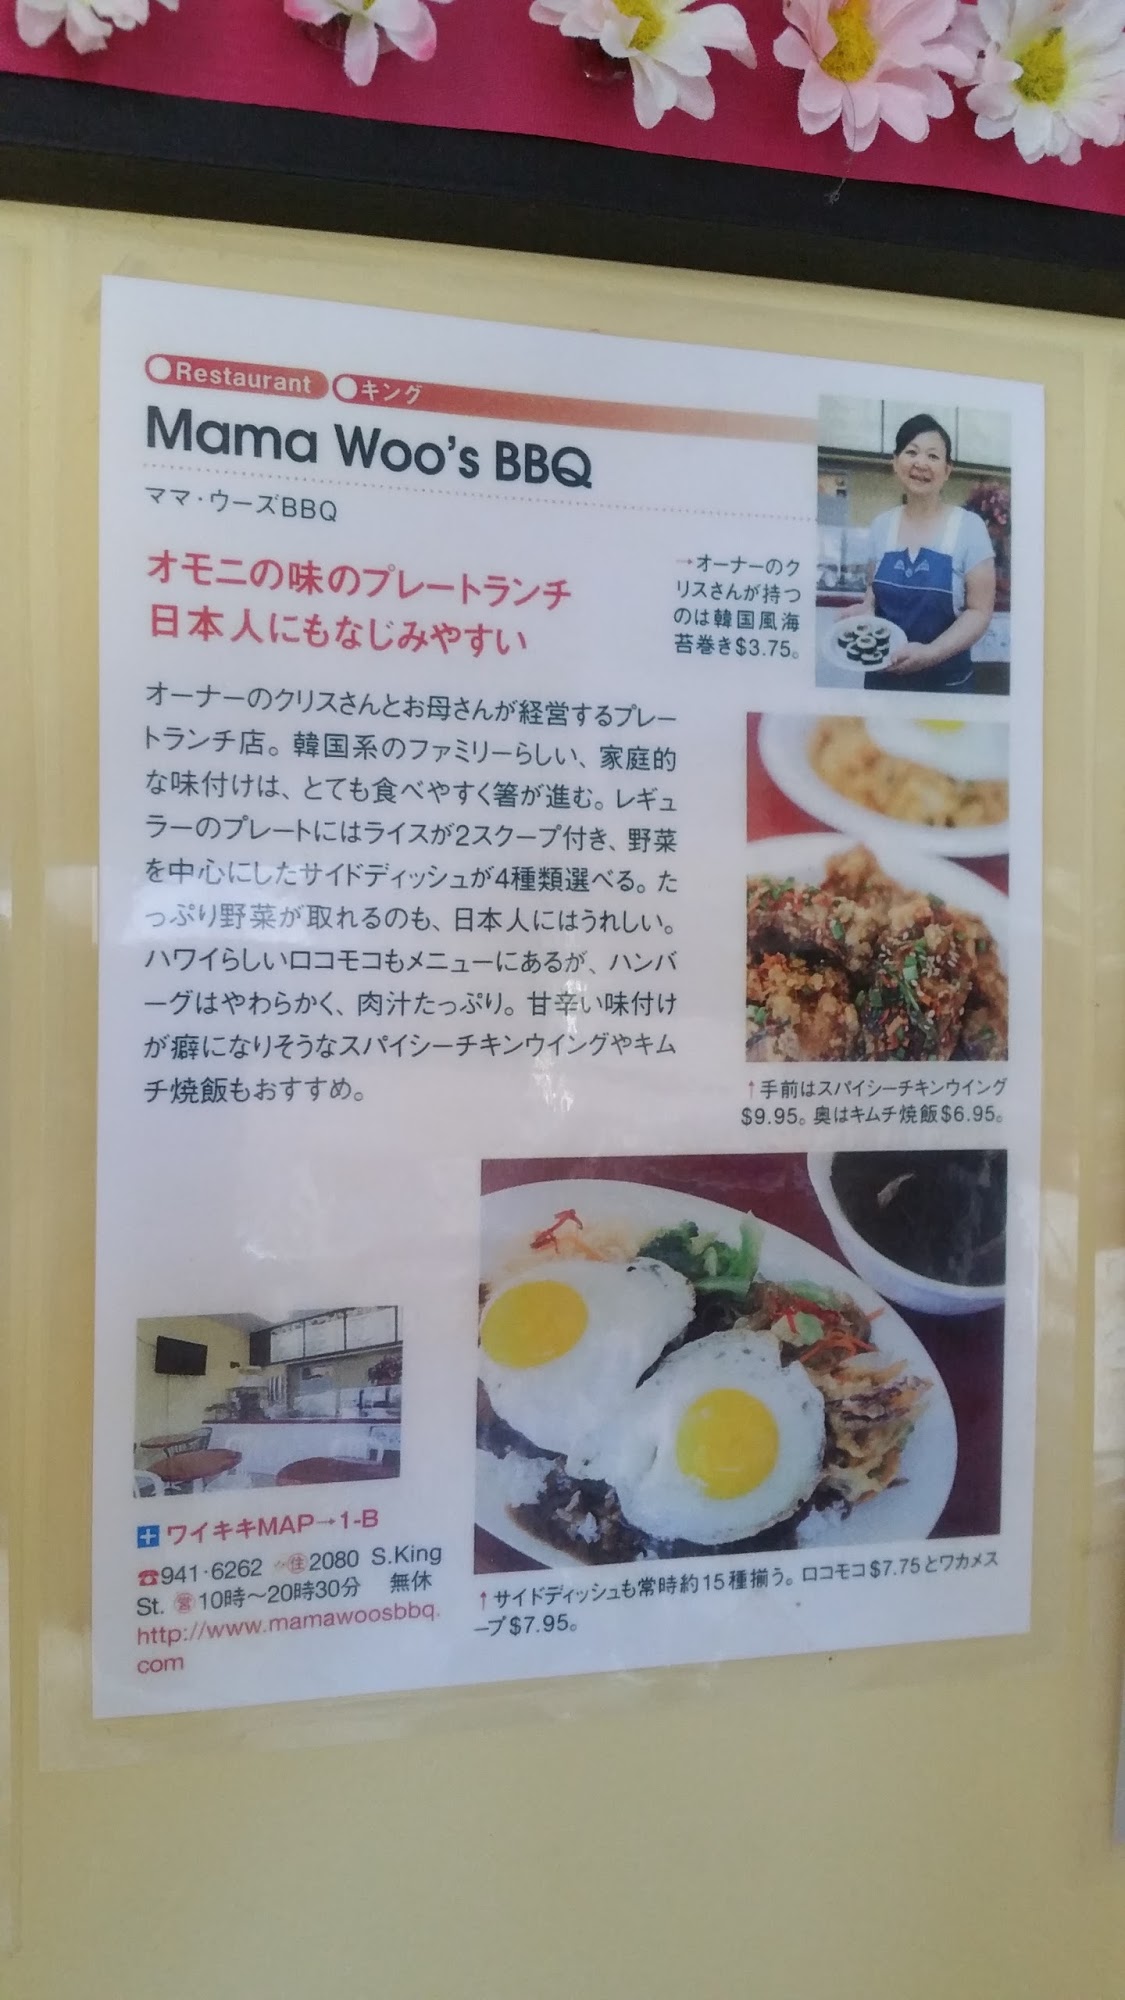 Restaurant キング
Mama Woo's BBQ
ママ・ウーズBBQ
オモニの味のプレートランチ
日本人にもなじみやすい
→オーナーのク
リスさんが持つ
のは韓国風海
苔巻き$3.75。
オーナーのクリスさんとお母さんが経営するプレー
トランチ店。韓国系のファミリーらしい、家庭的
な味付けは、とても食べやすく箸が進む。レギュ
ラーのプレートにはライスが2スクープ付き、野菜
を中心にしたサイドディッシュが4種類選べる。た
っぷり野菜が取れるのも、日本人にはうれしい。
ハワイらしいロコモコもメニューにあるが、ハンバ
ーグはやわらかく、肉汁たっぷり。甘辛い味付け
が癖になりそうなスパイシーチキンウイングやキム
チ焼飯もおすすめ。
↑手前はスパイシーチキンウイング
$9.95。奥はキムチ焼飯$6.95。
ワイキキMAP→1-B
☎941・6262 住2080 S.King
St. 営10時〜20時30分 無休
http://www.mamawoosbbq.
com
↑サイドディッシュも常時約15種揃う。ロコモコ$7.75とワカメス
ープ$7.95。